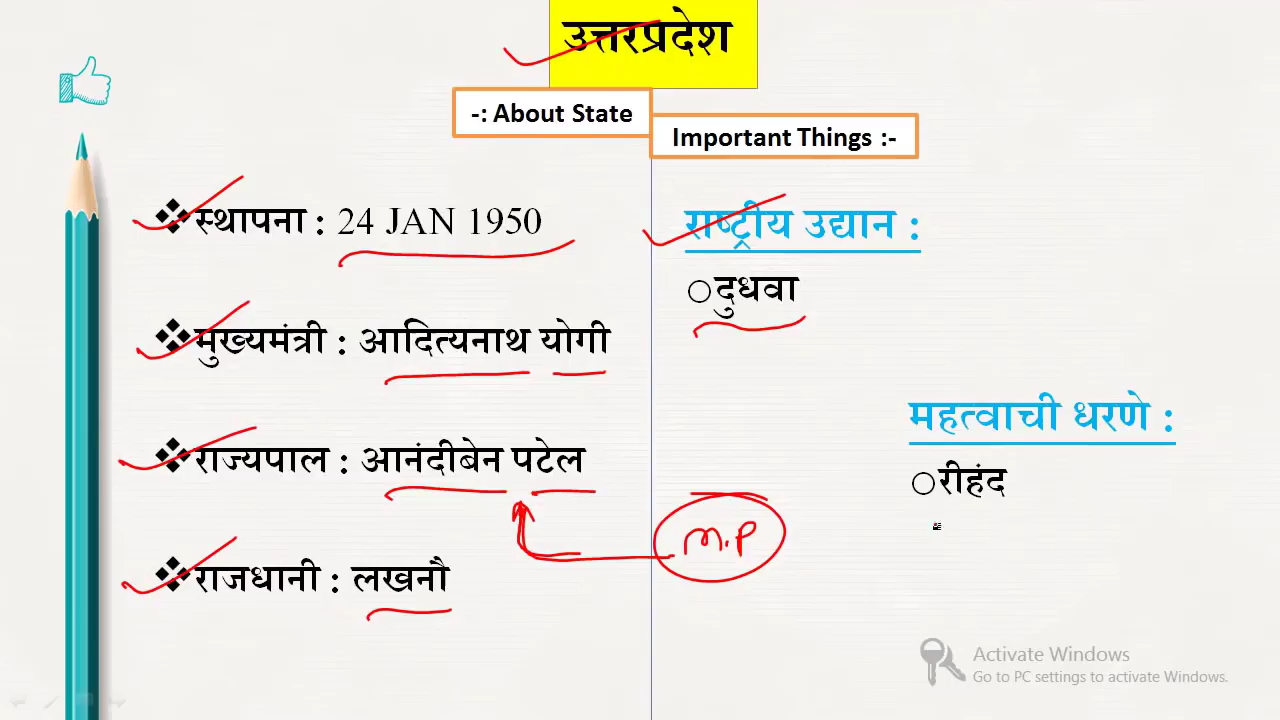 उत्तरप्रदेश
-: About State
Important Things :-
❖स्थापना : 24 JAN 1950
❖मुख्यमंत्री : आदित्यनाथ योगी
❖राज्यपाल : आनंदीबेन पटेल
❖राजधानी : लखनौ
राष्ट्रीय उद्यान :
○दुधवा
M.P
महत्वाची धरणे :
○रीहंद
Activate Windows
Go to PC settings to activate Windows.